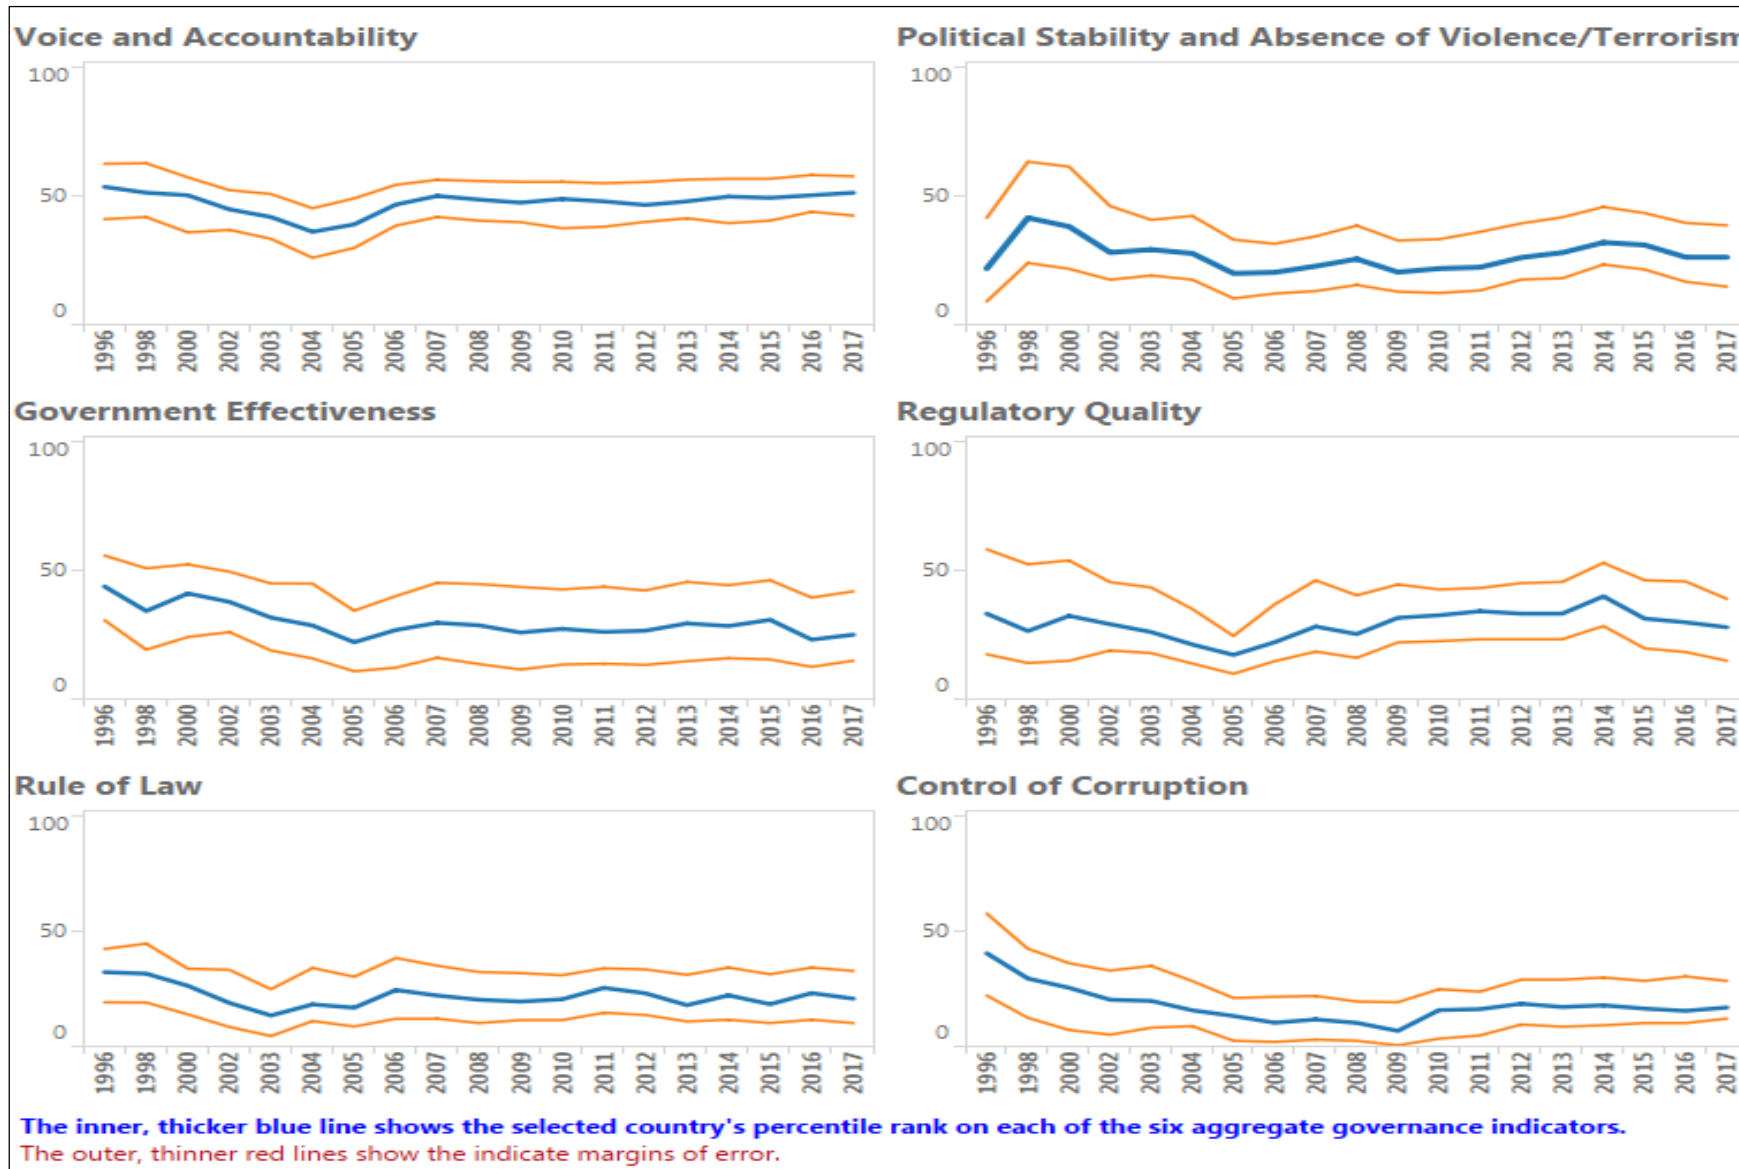 Voice and Accountability
100
50
0
1996 1998 2000 2002 2003 2004 2005 2006 2007 2008 2009 2010 2011 2012 2013 2014 2015 2016 2017
Political Stability and Absence of Violence/Terrorism
100
50
0
1996 1998 2000 2002 2003 2004 2005 2006 2007 2008 2009 2010 2011 2012 2013 2014 2015 2016 2017
Government Effectiveness
100
50
0
1996 1998 2000 2002 2003 2004 2005 2006 2007 2008 2009 2010 2011 2012 2013 2014 2015 2016 2017
Regulatory Quality
100
50
0
1996 1998 2000 2002 2003 2004 2005 2006 2007 2008 2009 2010 2011 2012 2013 2014 2015 2016 2017
Rule of Law
100
50
0
1996 1998 2000 2002 2003 2004 2005 2006 2007 2008 2009 2010 2011 2012 2013 2014 2015 2016 2017
Control of Corruption
100
50
0
1996 1998 2000 2002 2003 2004 2005 2006 2007 2008 2009 2010 2011 2012 2013 2014 2015 2016 2017
The inner, thicker blue line shows the selected country's percentile rank on each of the six aggregate governance indicators.
The outer, thinner red lines show the indicate margins of error.